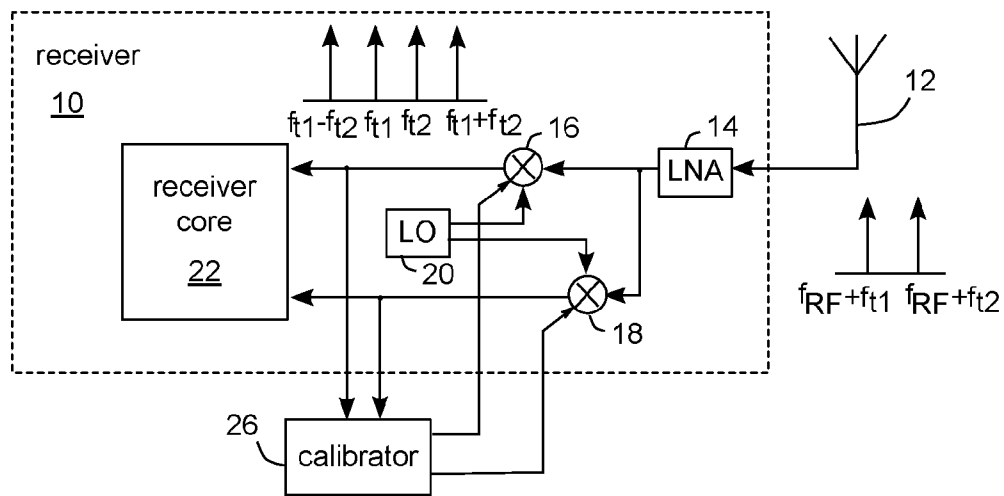 receiver
10
ft1-ft2 ft1 ft2 ft1+ft2
16
14
12
LNA
receiver
core
22
LO
20
18
fRF+ft1 fRF+ft2
26
calibrator